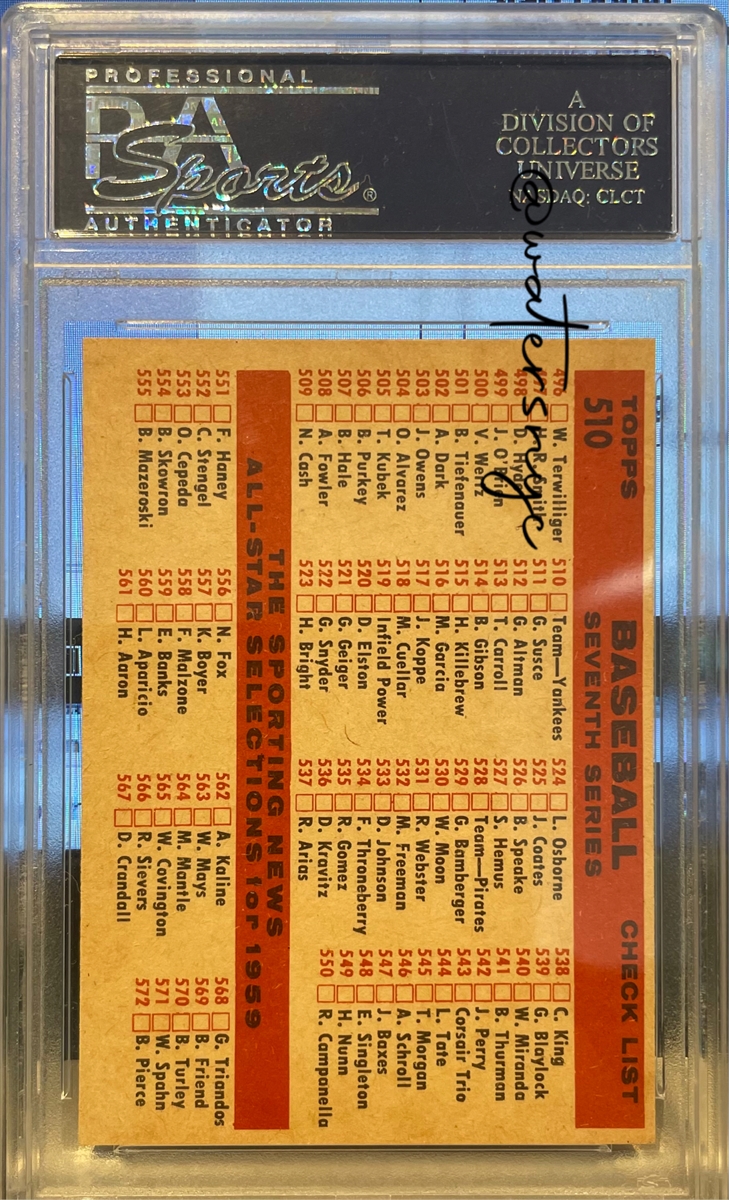 PROFESSIONAL
PSA
Sports®
AUTHENTICATOR
A
DIVISION OF
COLLECTORS
UNIVERSE
NASDAQ: CLCT
@watersnyc
TOPPS BASEBALL CHECK LIST
510 SEVENTH SERIES
496 W. Terwilliger
498
499 J. O'Brien
500 V. Wertz
501 B. Tiefenauer
502 A. Dark
503 J. Owens
504 O. Alvarez
505 T. Kubek
506 B. Purkey
507 B. Hale
508 A. Fowler
509 N. Cash
510 Team—Yankees
511 G. Susce
512 G. Altman
513 T. Carroll
514 B. Gibson
515 H. Killebrew
516 M. Garcia
517 J. Koppe
518 M. Cuellar
519 Infield Power
520 D. Elston
521 G. Geiger
522 G. Snyder
523 H. Bright
524 L. Osborne
525 J. Coates
526 B. Speake
527 S. Hemus
528 Team—Pirates
529 G. Bamberger
530 W. Moon
531 R. Webster
532 M. Freeman
533 D. Johnson
534 F. Throneberry
535 R. Gomez
536 D. Kravitz
537 R. Arias
538 C. King
539 G. Blaylock
540 W. Miranda
541 B. Thurman
542 J. Perry
543 Corsair Trio
544 L. Tate
545 T. Morgan
546 A. Schroll
547 J. Baxes
548 E. Singleton
549 H. Nunn
550 R. Campanella
THE SPORTING NEWS
ALL-STAR SELECTIONS for 1959
551 F. Haney
552 C. Stengel
553 O. Cepeda
554 B. Skowron
555 B. Mazeroski
556 N. Fox
557 K. Boyer
558 F. Malzone
559 E. Banks
560 L. Aparicio
561 H. Aaron
562 A. Kaline
563 W. Mays
564 M. Mantle
565 W. Covington
566 R. Sievers
567 D. Crandall
568 G. Triandos
569 B. Friend
570 B. Turley
571 W. Spahn
572 B. Pierce